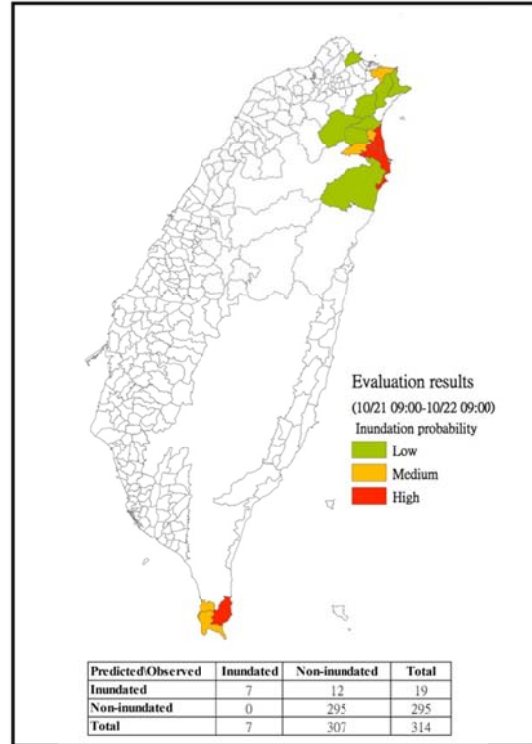 Evaluation results
(10/21 09:00-10/22 09:00)
Inundation probability
Low
Medium
High
Predicted\Observed Inundated Non-inundated Total
Inundated 7 12 19
Non-inundated 0 295 295
Total 7 307 314